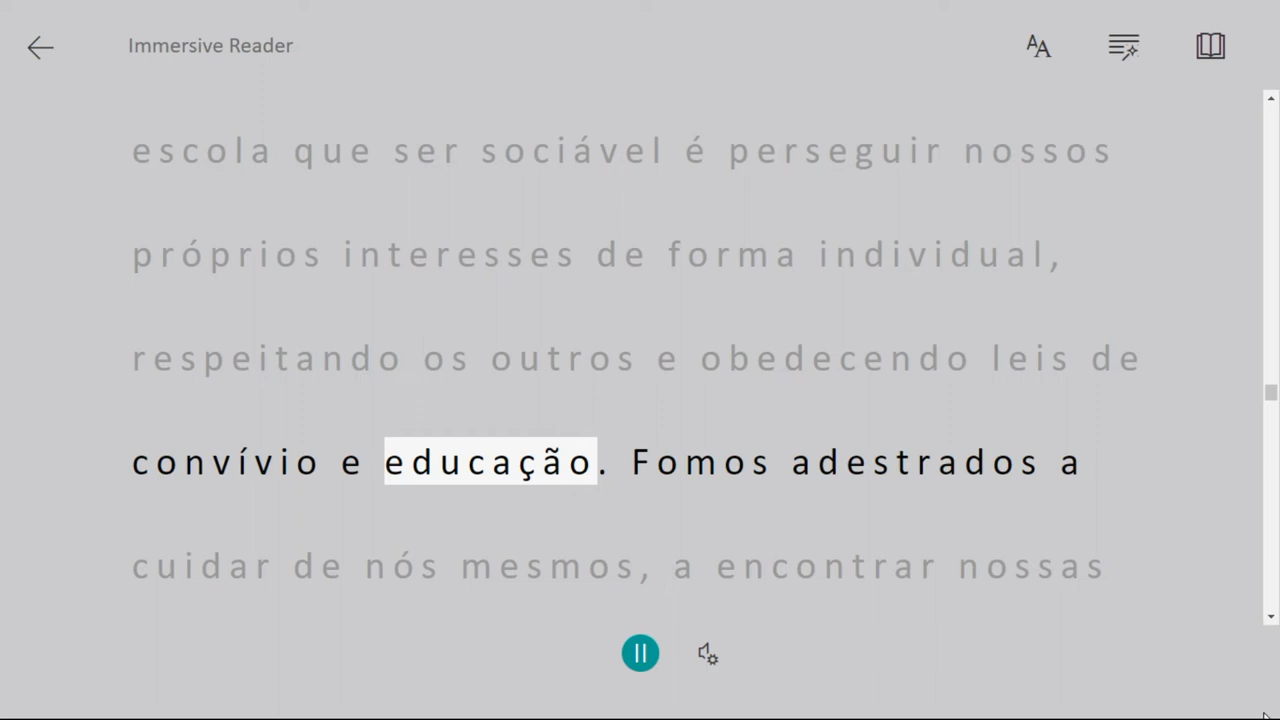 Immersive Reader
escola que ser sociável é perseguir nossos
próprios interesses de forma individual,
respeitando os outros e obedecendo leis de
convívio e educação. Fomos adestrados a
cuidar de nós mesmos, a encontrar nossas